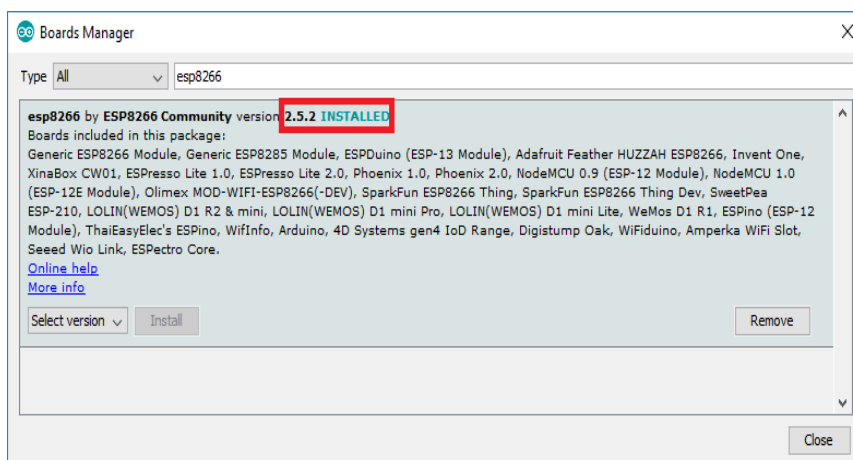 Boards Manager
Type All esp8266
esp8266 by ESP8266 Community version 2.5.2 INSTALLED
Boards included in this package:
Generic ESP8266 Module, Generic ESP8285 Module, ESPDuino (ESP-13 Module), Adafruit Feather HUZZAH ESP8266, Invent One,
XinaBox CW01, ESPresso Lite 1.0, ESPresso Lite 2.0, Phoenix 1.0, Phoenix 2.0, NodeMCU 0.9 (ESP-12 Module), NodeMCU 1.0
(ESP-12E Module), Olimex MOD-WIFI-ESP8266(-DEV), SparkFun ESP8266 Thing, SparkFun ESP8266 Thing Dev, SweetPea
ESP-210, LOLIN(WEMOS) D1 R2 & mini, LOLIN(WEMOS) D1 mini Pro, LOLIN(WEMOS) D1 mini Lite, WeMos D1 R1, ESPino (ESP-12
Module), ThaiEasyElec's ESPino, WifInfo, Arduino, 4D Systems gen4 IoD Range, Digistump Oak, WiFiduino, Amperka WiFi Slot,
Seeed Wio Link, ESPectro Core.
Online help
More info
Select version Install Remove
Close